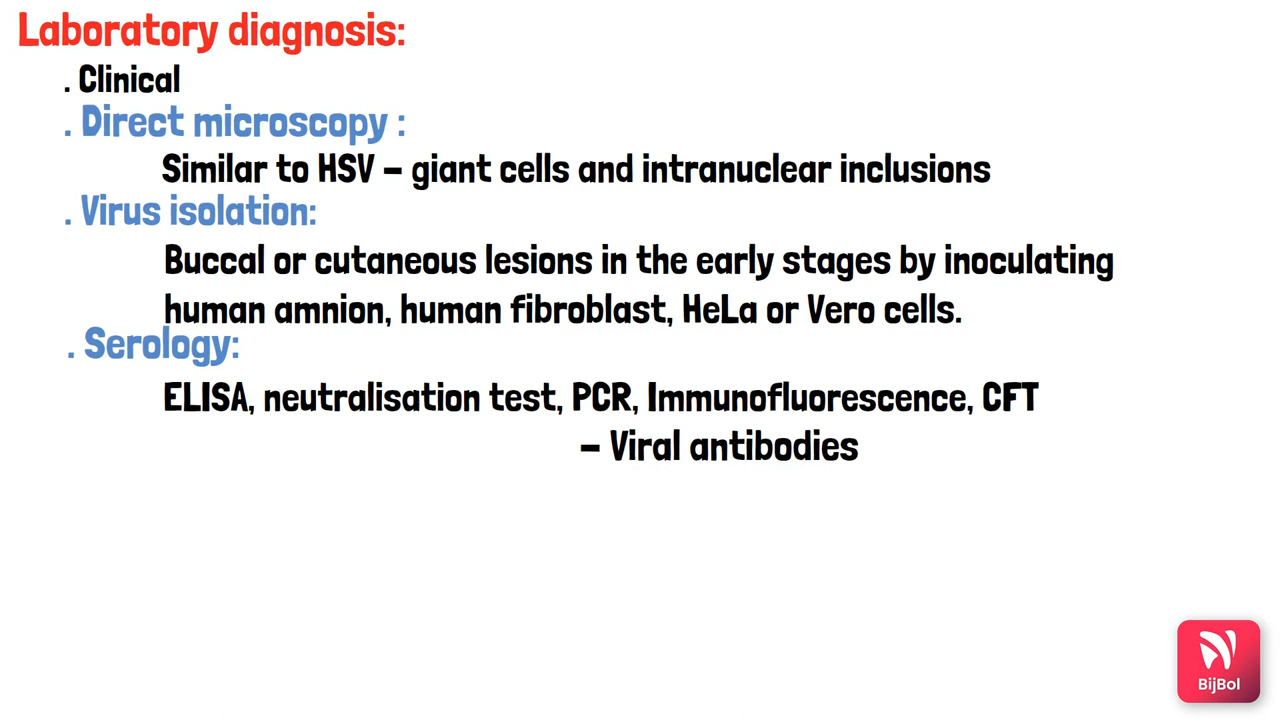 Laboratory diagnosis:
. Clinical
. Direct microscopy :
Similar to HSV – giant cells and intranuclear inclusions
. Virus isolation:
Buccal or cutaneous lesions in the early stages by inoculating
human amnion, human fibroblast, HeLa or Vero cells.
. Serology:
ELISA, neutralisation test, PCR, Immunofluorescence, CFT
– Viral antibodies
BijBol